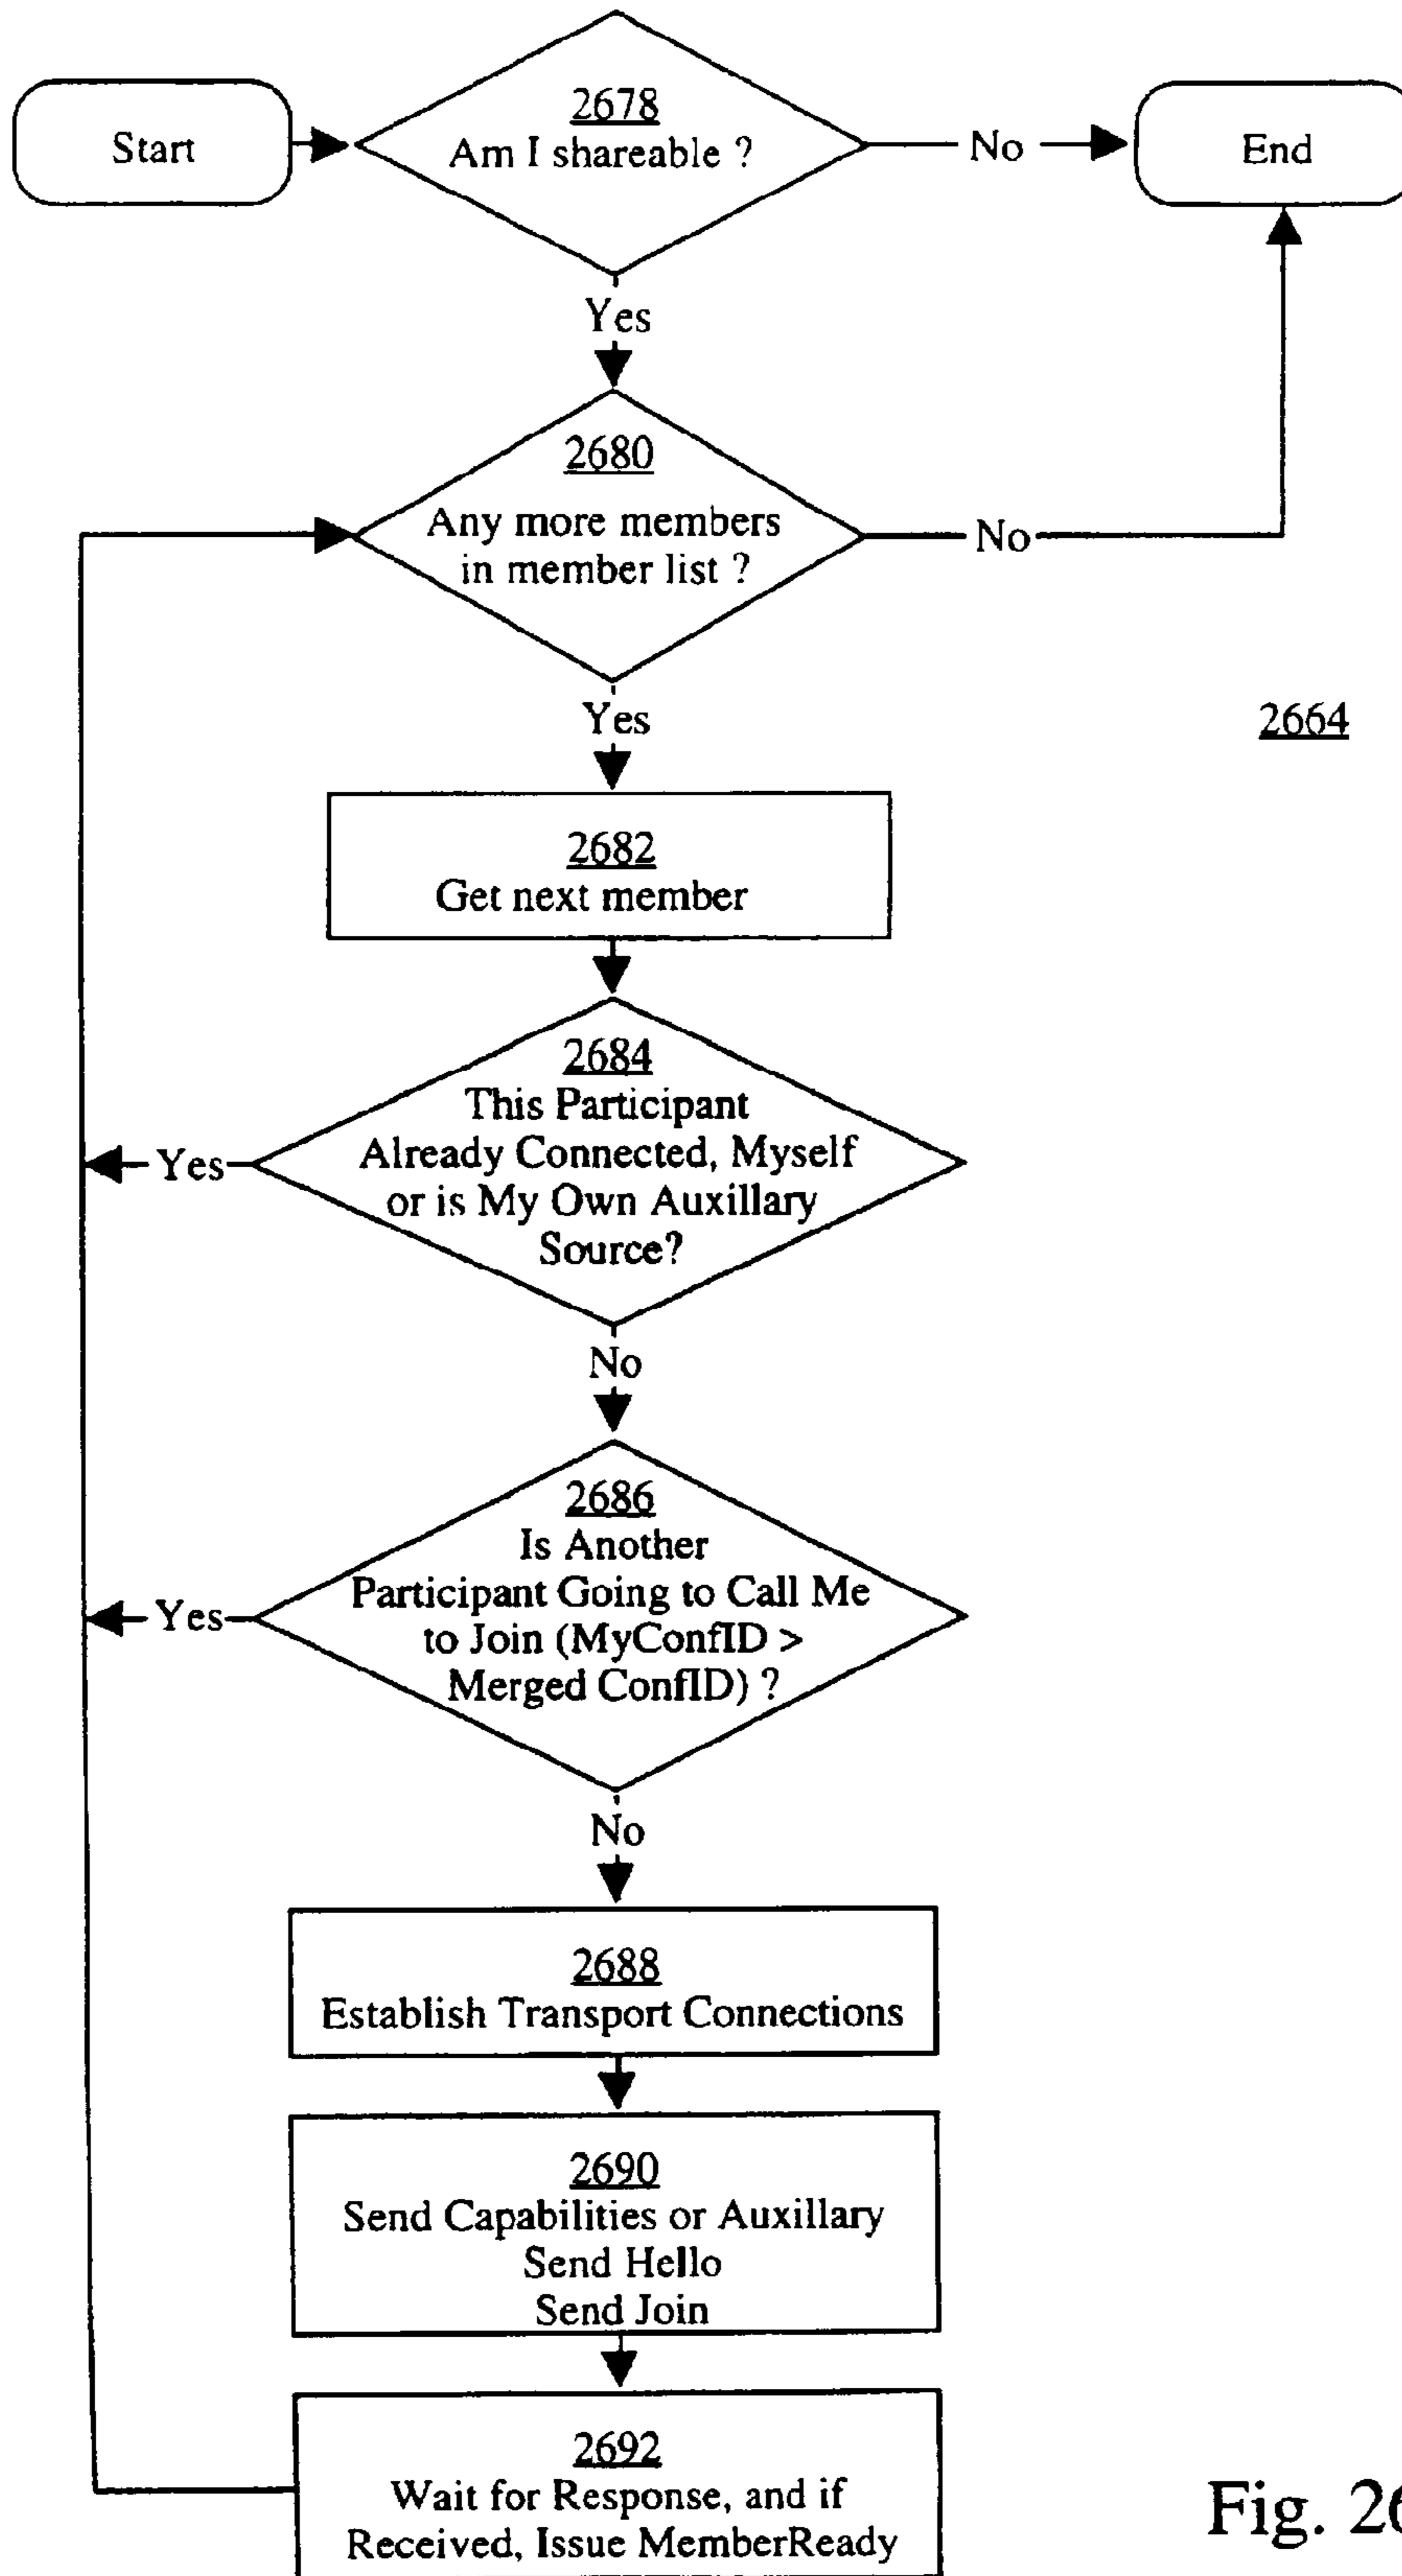 Start
2678
Am I shareable ?
No
End
Yes
2680
Any more members
in member list ?
No
Yes
2664
2682
Get next member
2684
This Participant
Already Connected, Myself
or is My Own Auxillary
Source?
Yes
No
2686
Is Another
Participant Going to Call Me
to Join (MyConfID >
Merged ConfID) ?
Yes
No
2688
Establish Transport Connections
2690
Send Capabilities or Auxillary
Send Hello
Send Join
2692
Wait for Response, and if
Received, Issue MemberReady
Fig. 26